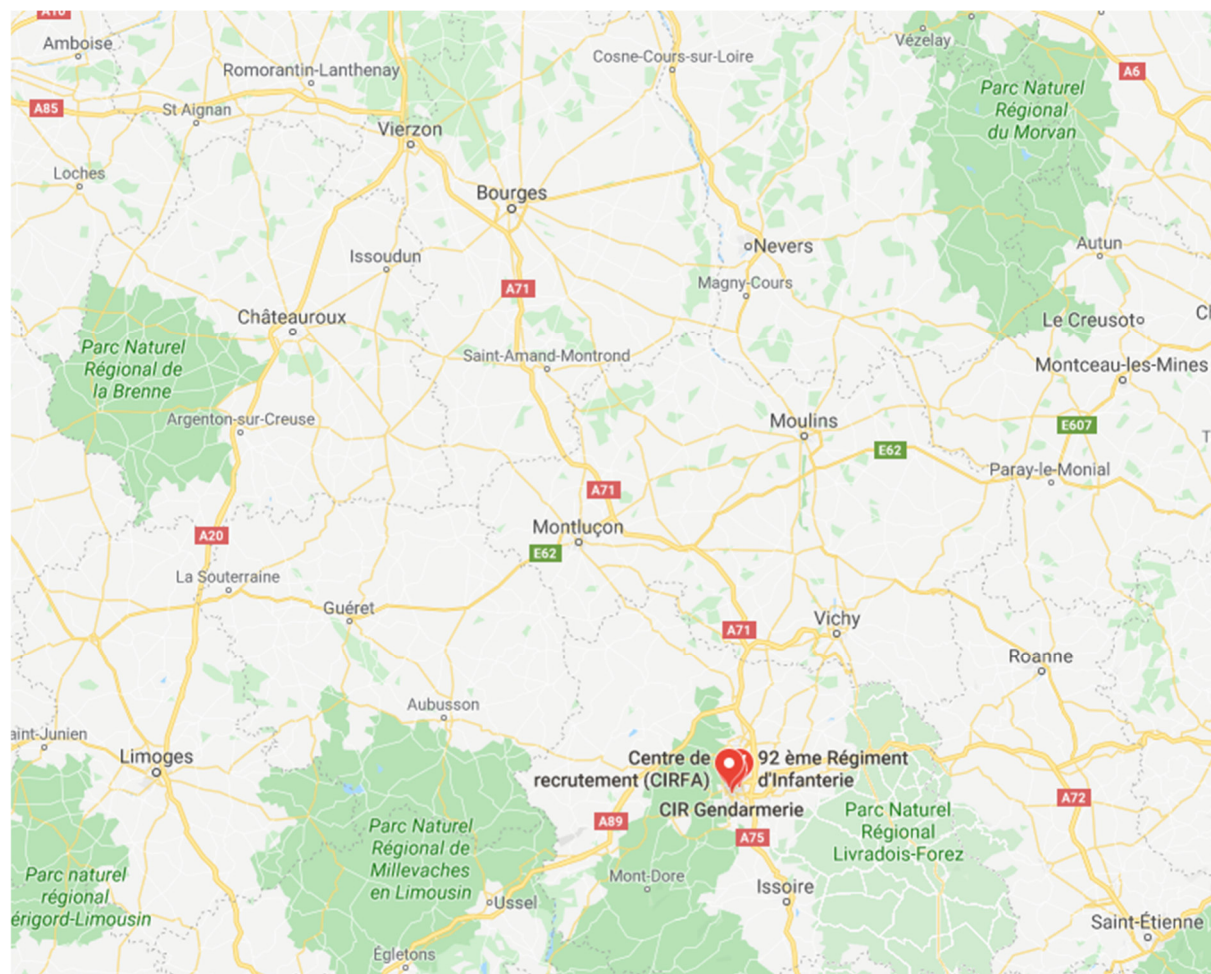 A10
Amboise
Cosne-Cours-sur-Loire
Vézelay
Romorantin-Lanthenay
A6
A85
St Aignan
Parc Naturel
Régional
du Morvan
Vierzon
Loches
Bourges
Nevers
Autun
Issoudun
Magny-Cours
A71
Châteauroux
Le Creusot
Parc Naturel
Régional de
la Brenne
Saint-Amand-Montrond
Montceau-les-Mines
Argenton-sur-Creuse
Moulins
E607
E62
Paray-le-Monial
A71
Montluçon
A20
E62
La Souterraine
Guéret
Vichy
A71
Roanne
Aubusson
aint-Junien
Limoges
Centre de
recrutement (CIRFA)
92 ème Régiment
d'Infanterie
CIR Gendarmerie
A72
A89
Parc Naturel
Régional
Livradois-Forez
Parc Naturel
Régional de
Millevaches
en Limousin
A75
Parc naturel
régional
érigord-Limousin
Mont-Dore
Issoire
Ussel
Saint-Étienne
Égletons